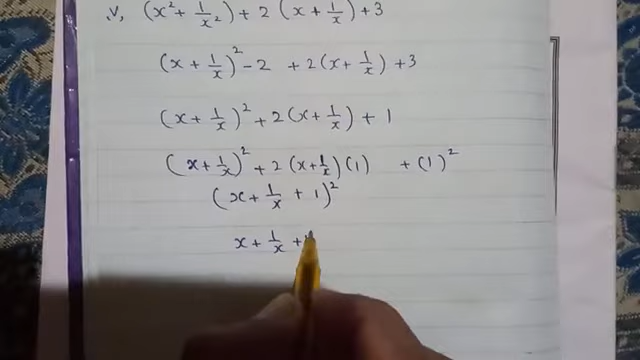 v, (x² + 1/x²) + 2 (x + 1/x) + 3
(x + 1/x)² - 2 + 2(x + 1/x) + 3
(x + 1/x)² + 2(x + 1/x) + 1
(x + 1/x)² + 2(x + 1/x)(1) + (1)²
(x + 1/x + 1)²
x + 1/x +